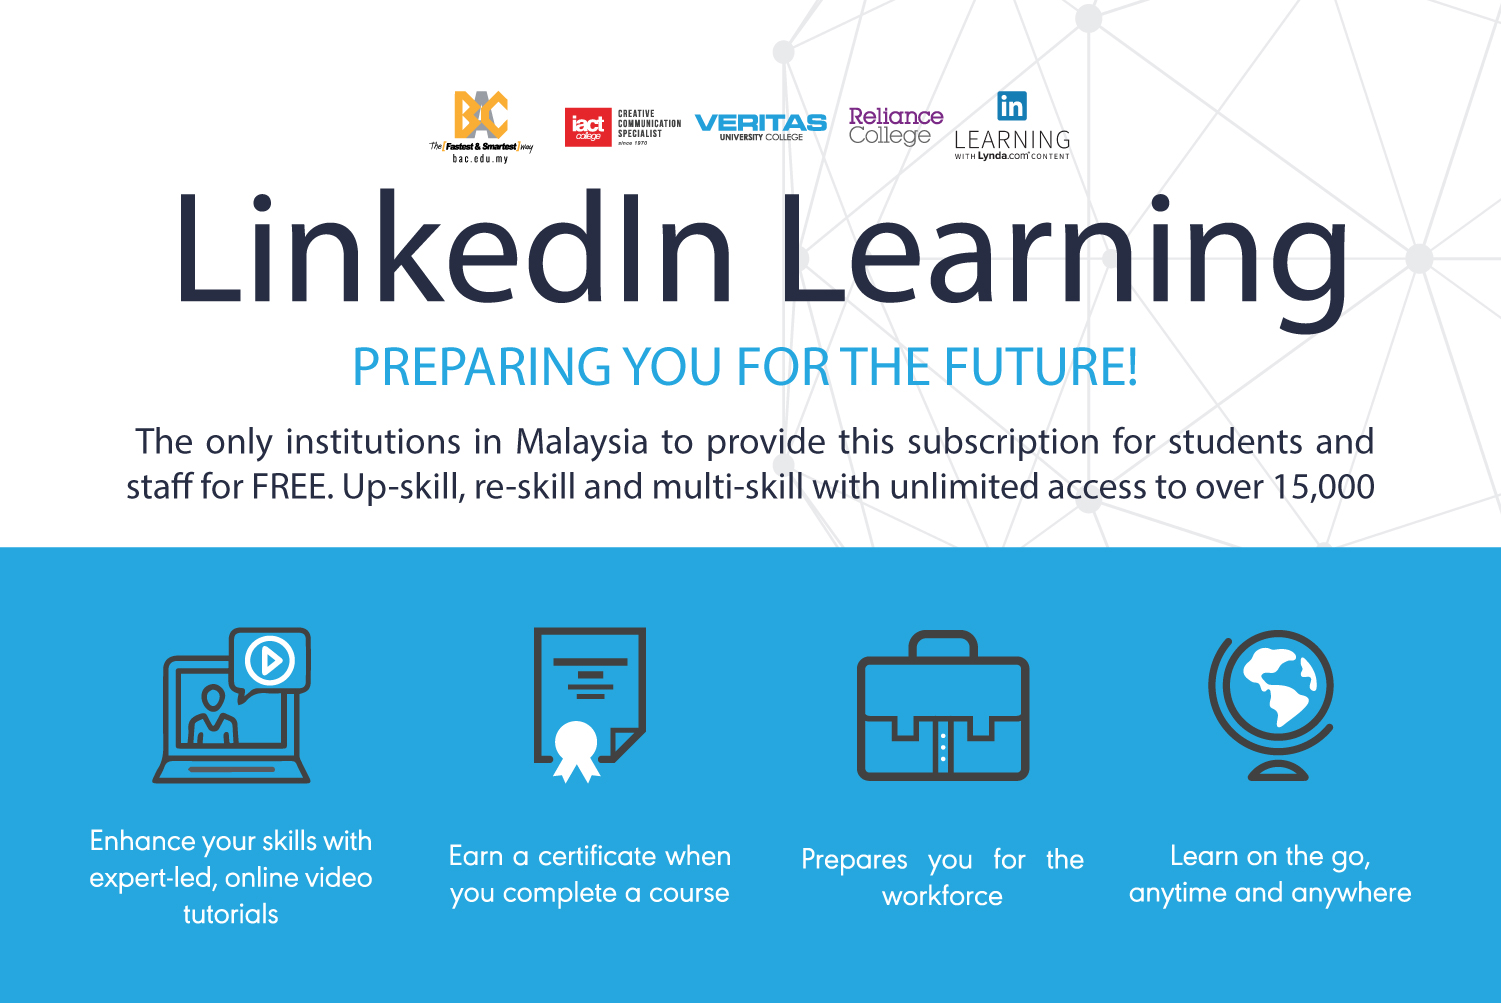 BAC
The [Fastest & Smartest] Way
bac.edu.my
iact
college
CREATIVE
COMMUNICATION
SPECIALIST
since 1970
VERITAS
UNIVERSITY COLLEGE
Reliance
College
in
LEARNING
WITH Lynda.com® CONTENT
LinkedIn Learning
PREPARING YOU FOR THE FUTURE!
The only institutions in Malaysia to provide this subscription for students and
staff for FREE. Up-skill, re-skill and multi-skill with unlimited access to over 15,000
Enhance your skills with
expert-led, online video
tutorials
Earn a certificate when
you complete a course
Prepares you for the
workforce
Learn on the go,
anytime and anywhere